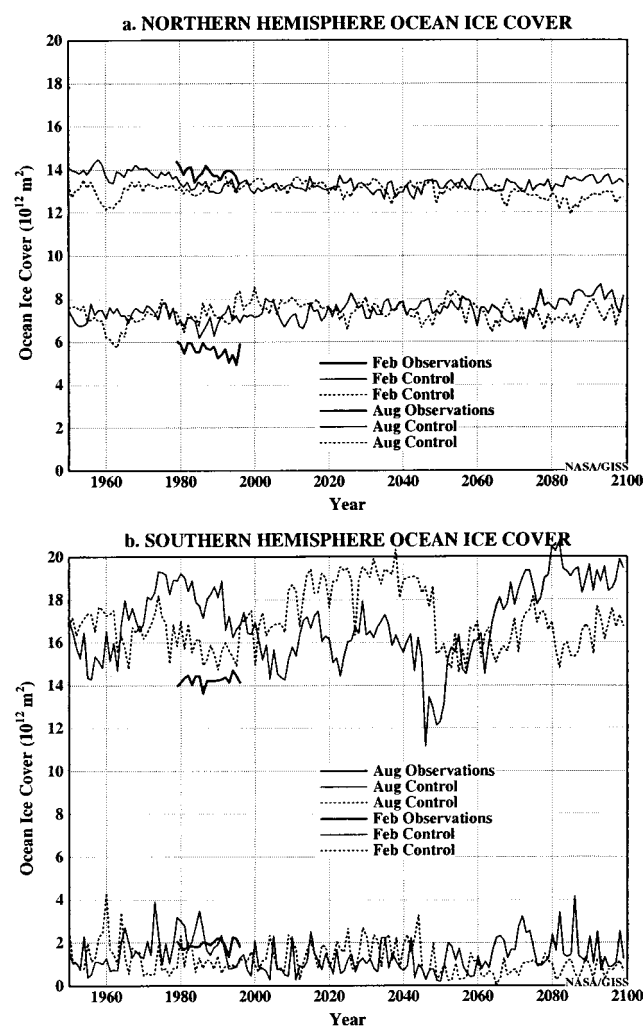 a. NORTHERN HEMISPHERE OCEAN ICE COVER
20
18
16
14
12
10
8
6
4
2
0
Ocean Ice Cover (10¹² m²)
Feb Observations
Feb Control
Feb Control
Aug Observations
Aug Control
Aug Control
NASA/GISS
1960 1980 2000 2020 2040 2060 2080 2100
Year
b. SOUTHERN HEMISPHERE OCEAN ICE COVER
20
18
16
14
12
10
8
6
4
2
0
Ocean Ice Cover (10¹² m²)
Aug Observations
Aug Control
Aug Control
Feb Observations
Feb Control
Feb Control
NASA/GISS
1960 1980 2000 2020 2040 2060 2080 2100
Year